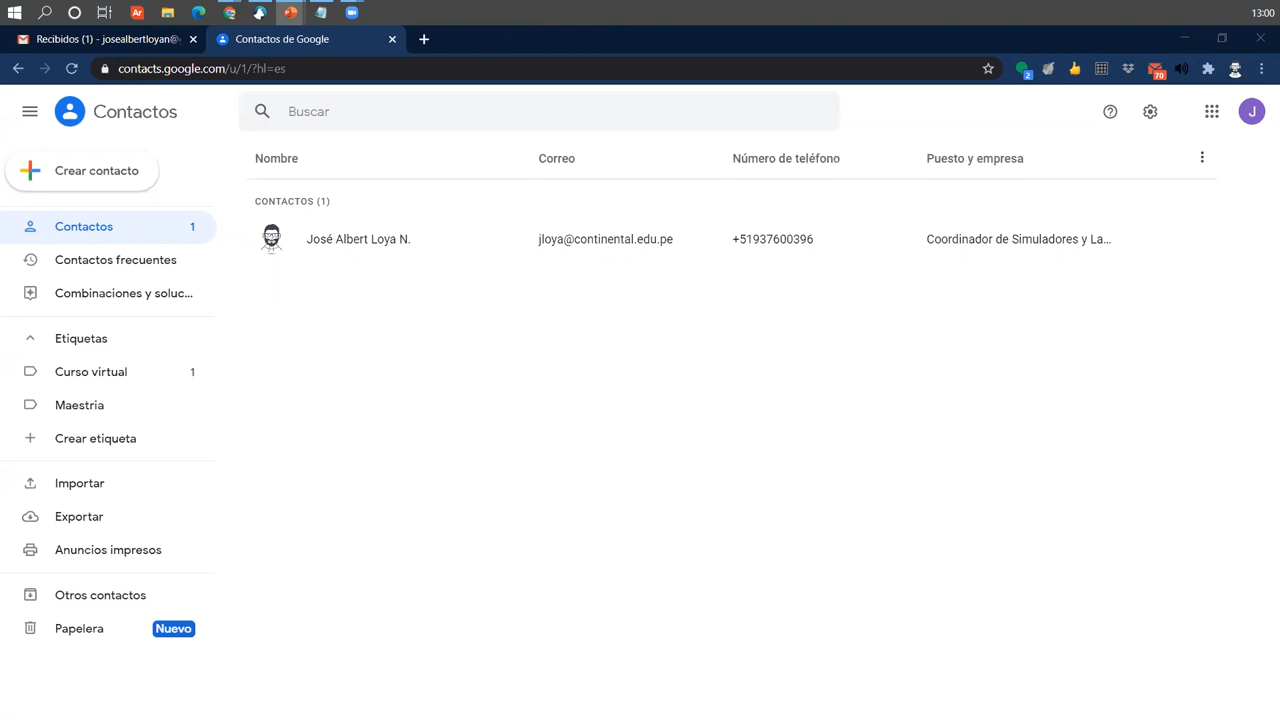 Ar
13:00
Recibidos (1) - josealbertloyan@
Contactos de Google
contacts.google.com/u/1/?hl=es
2
70
Contactos
Buscar
J
Crear contacto
Nombre
Correo
Número de teléfono
Puesto y empresa
CONTACTOS (1)
Contactos
1
José Albert Loya N.
jloya@continental.edu.pe
+51937600396
Coordinador de Simuladores y La...
Contactos frecuentes
Combinaciones y soluc...
Etiquetas
Curso virtual
1
Maestria
Crear etiqueta
Importar
Exportar
Anuncios impresos
Otros contactos
Papelera
Nuevo